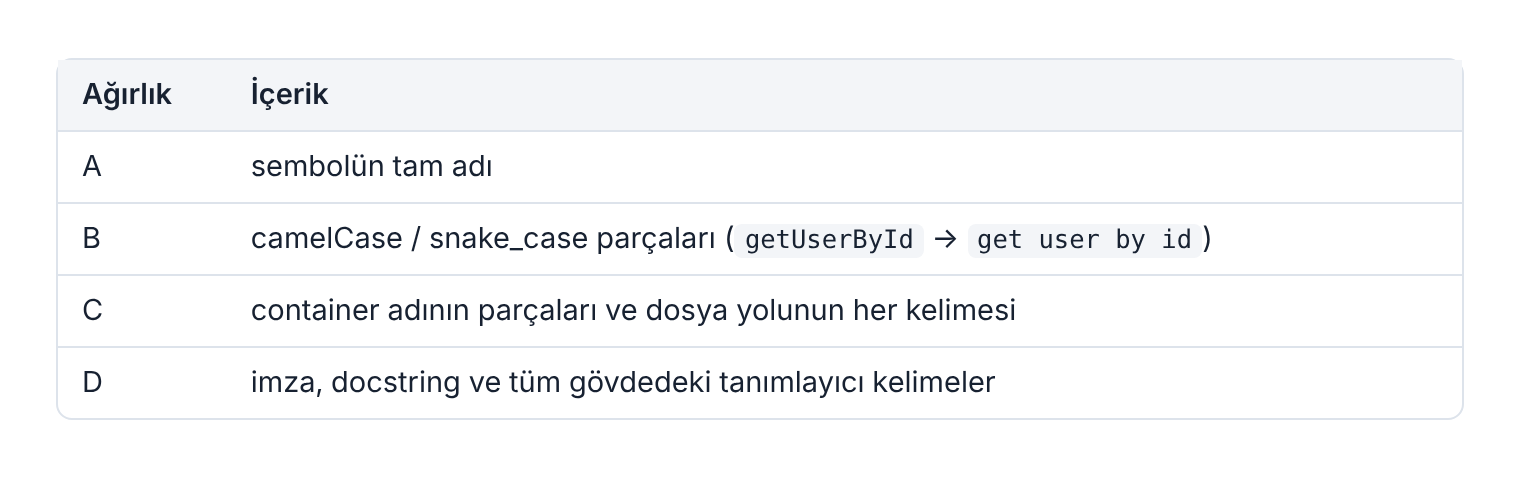 Ağırlık İçerik
A sembolün tam adı
B camelCase / snake_case parçaları (getUserById → get user by id)
C container adının parçaları ve dosya yolunun her kelimesi
D imza, docstring ve tüm gövdedeki tanımlayıcı kelimeler